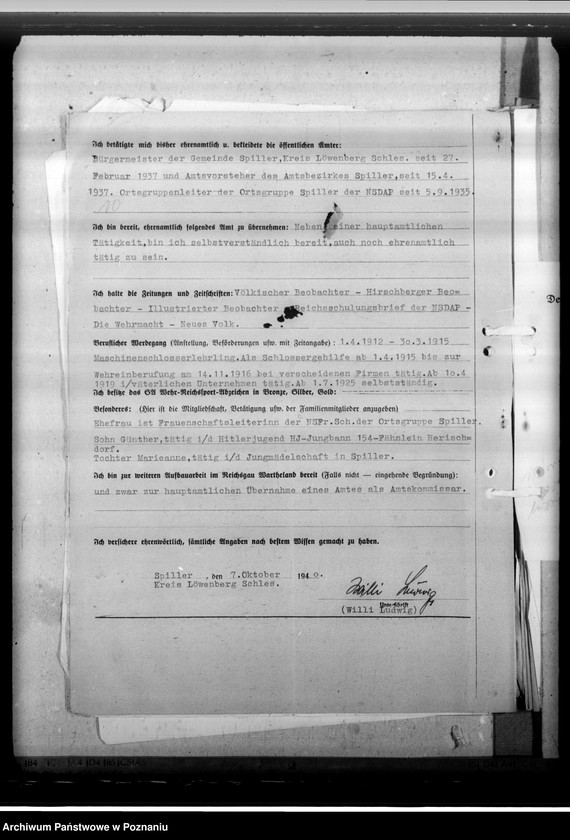 Ich betätigte mich bisher ehrenamtlich u. bekleidete die öffentlichen Ämter:
Bürgermeister der Gemeinde Spiller,Kreis Löwenberg Schles. seit 27.
Februar 1937 und Amtsvorsteher des Amtsbezirkes Spiller,seit 15.4.
1937. Ortsgruppenleiter der Ortsgruppe Spiller der NSDAP seit 5.9.1935.
10
Ich bin bereit, ehrenamtlich folgendes Amt zu übernehmen: Neben einer hauptamtlichen
Tätigkeit,bin ich selbstverständlich bereit,auch noch ehrenamtlich
tätig zu sein.
Ich halte die Zeitungen und Zeitschriften: Völkischer Beobachter - Hirschberger Beo=
bachter - Illustrierter Beobachter Reichsschulungsbrief der NSDAP -
Die Wehrmacht - Neues Volk.
Beruflicher Werdegang (Anstellung, Beförderungen usw. mit Zeitangabe) : 1.4.1912 - 3o.3.1915
Maschinenschlosserlehrling.Als Schlossergehilfe ab 1.4.1915 bis zur
Wehreinberufung am 14.11.1916 bei verscheidenen Firmen tätig.Ab 1o.4
1919 i/väterlichen Unternehmen tätig.Ab 1.7.1925 selbstständig.
Ich besitze das SA Wehr-Reichssport-Abzeichen in Bronze, Silber, Gold:
Besonderes: (Hier ist die Mitgliedschaft, Betätigung usw. der Familienmitglieder anzugeben)
Ehefrau ist Frauenschaftsleiterinn der NSFr.Sch.der Ortsgruppe Spiller.
Sohn Günther,tätig i/d Hitlerjugend HJ-Jungbann 154-Fähnlein Berisch=
dorf.
Tochter Marieanne,tätig i/d Jungmädelschaft in Spiller.
Ich bin zur weiteren Aufbauarbeit im Reichsgau Wartheland bereit (Falls nicht — eingehende Begründung):
und zwar zur hauptamtlichen Übernahme eines Amtes als Amtskommissar.
Ich versichere ehrenwörtlich, sämtliche Angaben nach bestem Wissen gemacht zu haben.
Spiller , den 7.Oktober 194 o.
Kreis Löwenberg Schles.
Willi Ludwig
Unterschrift
(Willi Ludwig)
De
Archiwum Państwowe w Poznaniu